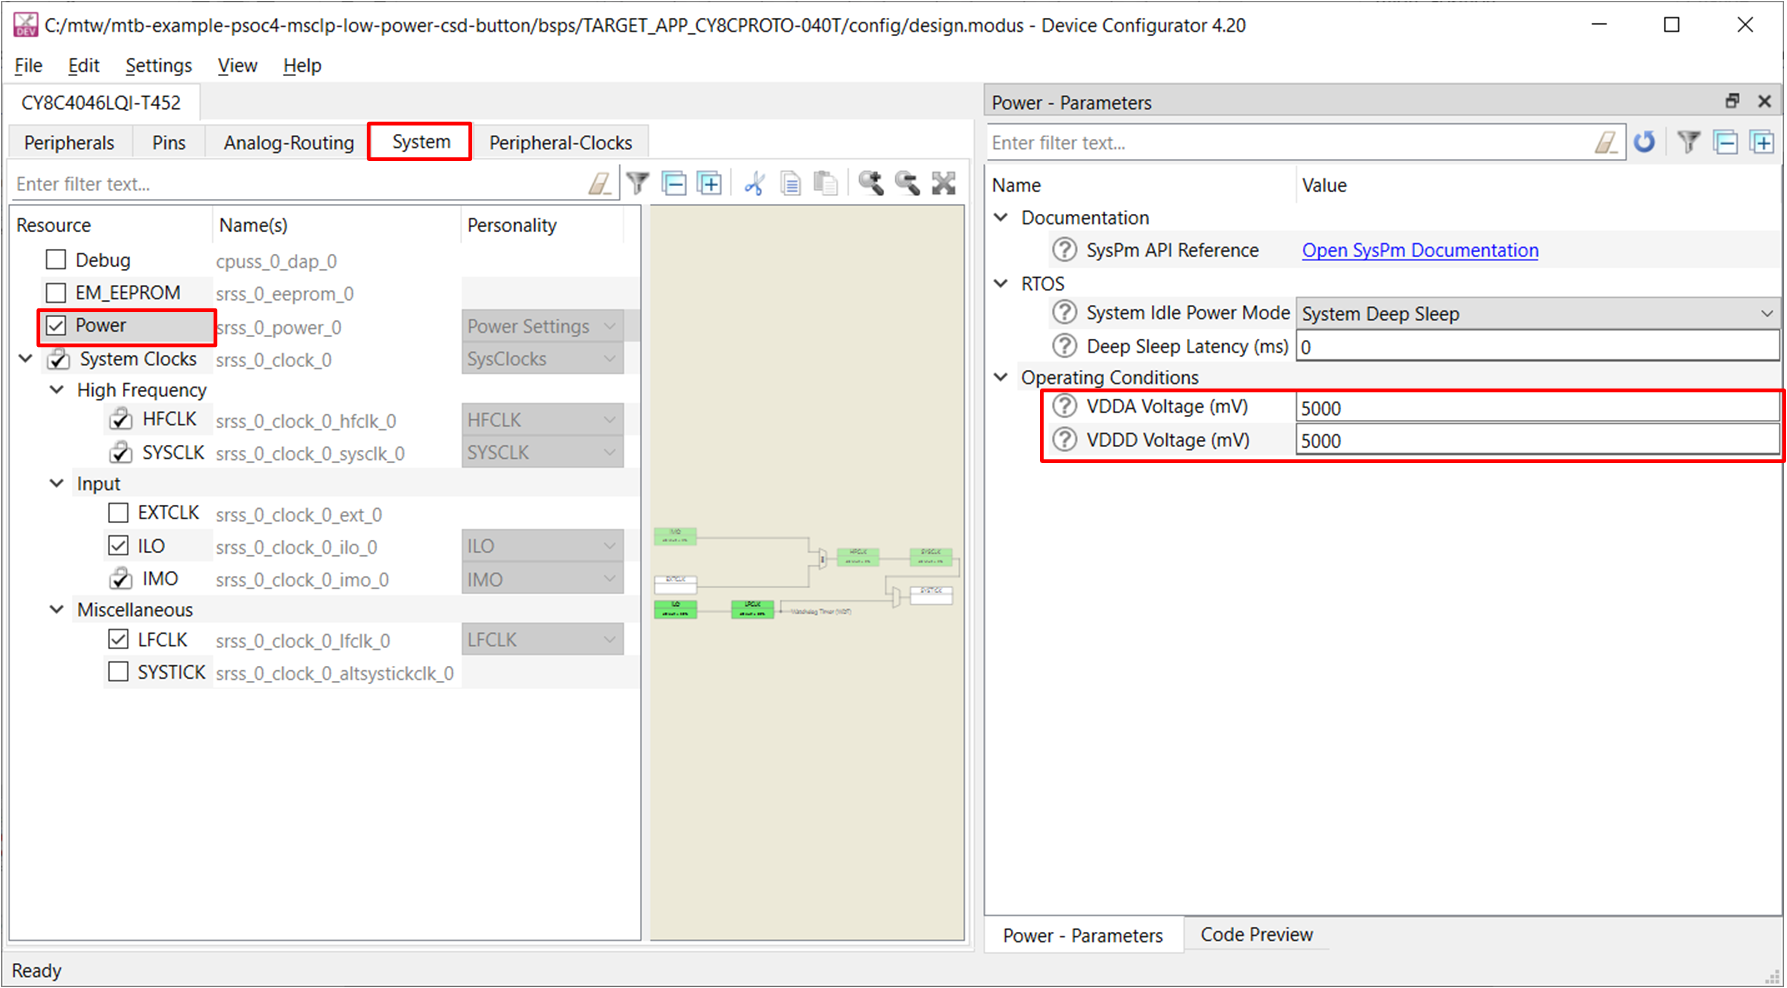 C:/mtw/mtb-example-psoc4-msclp-low-power-csd-button/bsps/TARGET_APP_CY8CPROTO-040T/config/design.modus - Device Configurator 4.20
File Edit Settings View Help
CY8C4046LQI-T452
Peripherals Pins Analog-Routing System Peripheral-Clocks
Enter filter text...
Resource Name(s) Personality
Debug cpuss_0_dap_0
EM_EEPROM srss_0_eeprom_0
Power srss_0_power_0 Power Settings
System Clocks srss_0_clock_0 SysClocks
High Frequency
HFCLK srss_0_clock_0_hfclk_0 HFCLK
SYSCLK srss_0_clock_0_sysclk_0 SYSCLK
Input
EXTCLK srss_0_clock_0_ext_0
ILO srss_0_clock_0_ilo_0 ILO
IMO srss_0_clock_0_imo_0 IMO
Miscellaneous
LFCLK srss_0_clock_0_lfclk_0 LFCLK
SYSTICK srss_0_clock_0_altsystickclk_0
IMO
EXTCLK
ILO
LFCLK
HFCLK
SYSCLK
SYSTICK
Watchdog Timer (WDT)
Power - Parameters
Enter filter text...
Name Value
Documentation
SysPm API Reference Open SysPm Documentation
RTOS
System Idle Power Mode System Deep Sleep
Deep Sleep Latency (ms) 0
Operating Conditions
VDDA Voltage (mV) 5000
VDDD Voltage (mV) 5000
Power - Parameters Code Preview
Ready